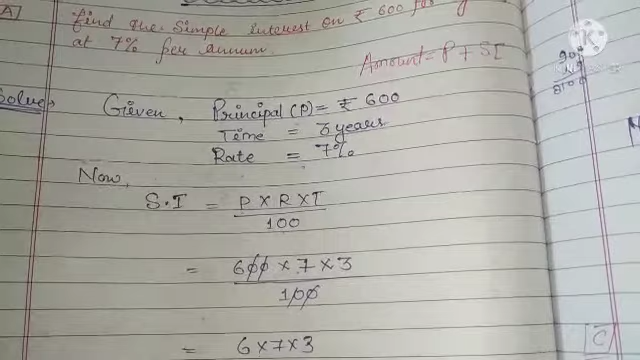 A]
find the simple interest on ₹ 600 for
at 7% per annum.
Amount = P + SI
Solve→ Given, Principal (P) = ₹ 600
Time = 3 years
Rate = 7%
Now,
S.I = P × R × T
100
= 600 × 7 × 3
100
= 6×7×3
C